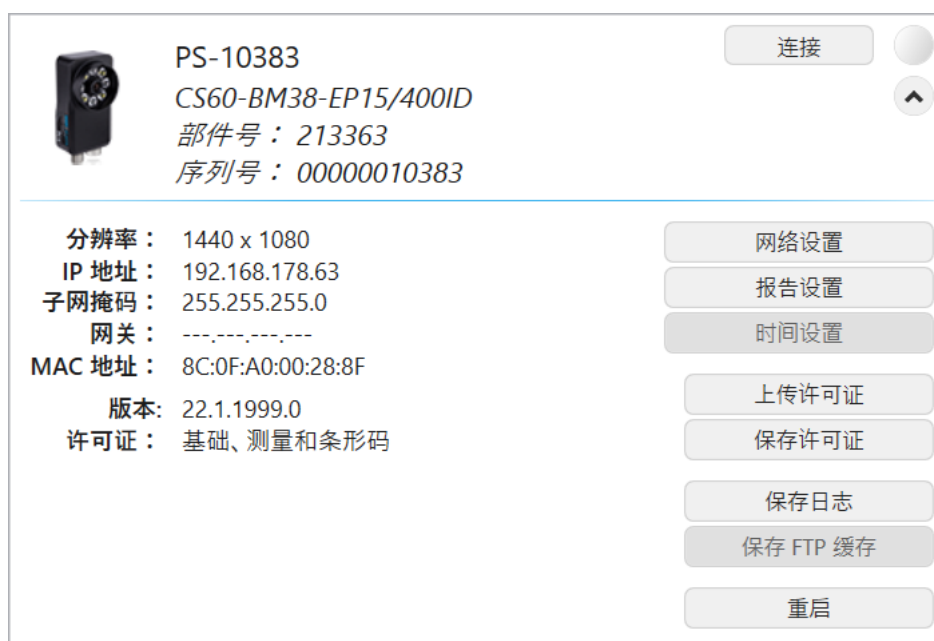 PS-10383
连接
CS60-BM38-EP15/400ID
部件号： 213363
序列号： 00000010383
分辨率： 1440 x 1080
IP 地址： 192.168.178.63
子网掩码： 255.255.255.0
网关： ---.---.---.---
MAC 地址： 8C:0F:A0:00:28:8F
版本: 22.1.1999.0
许可证： 基础、测量和条形码
网络设置
报告设置
时间设置
上传许可证
保存许可证
保存日志
保存 FTP 缓存
重启